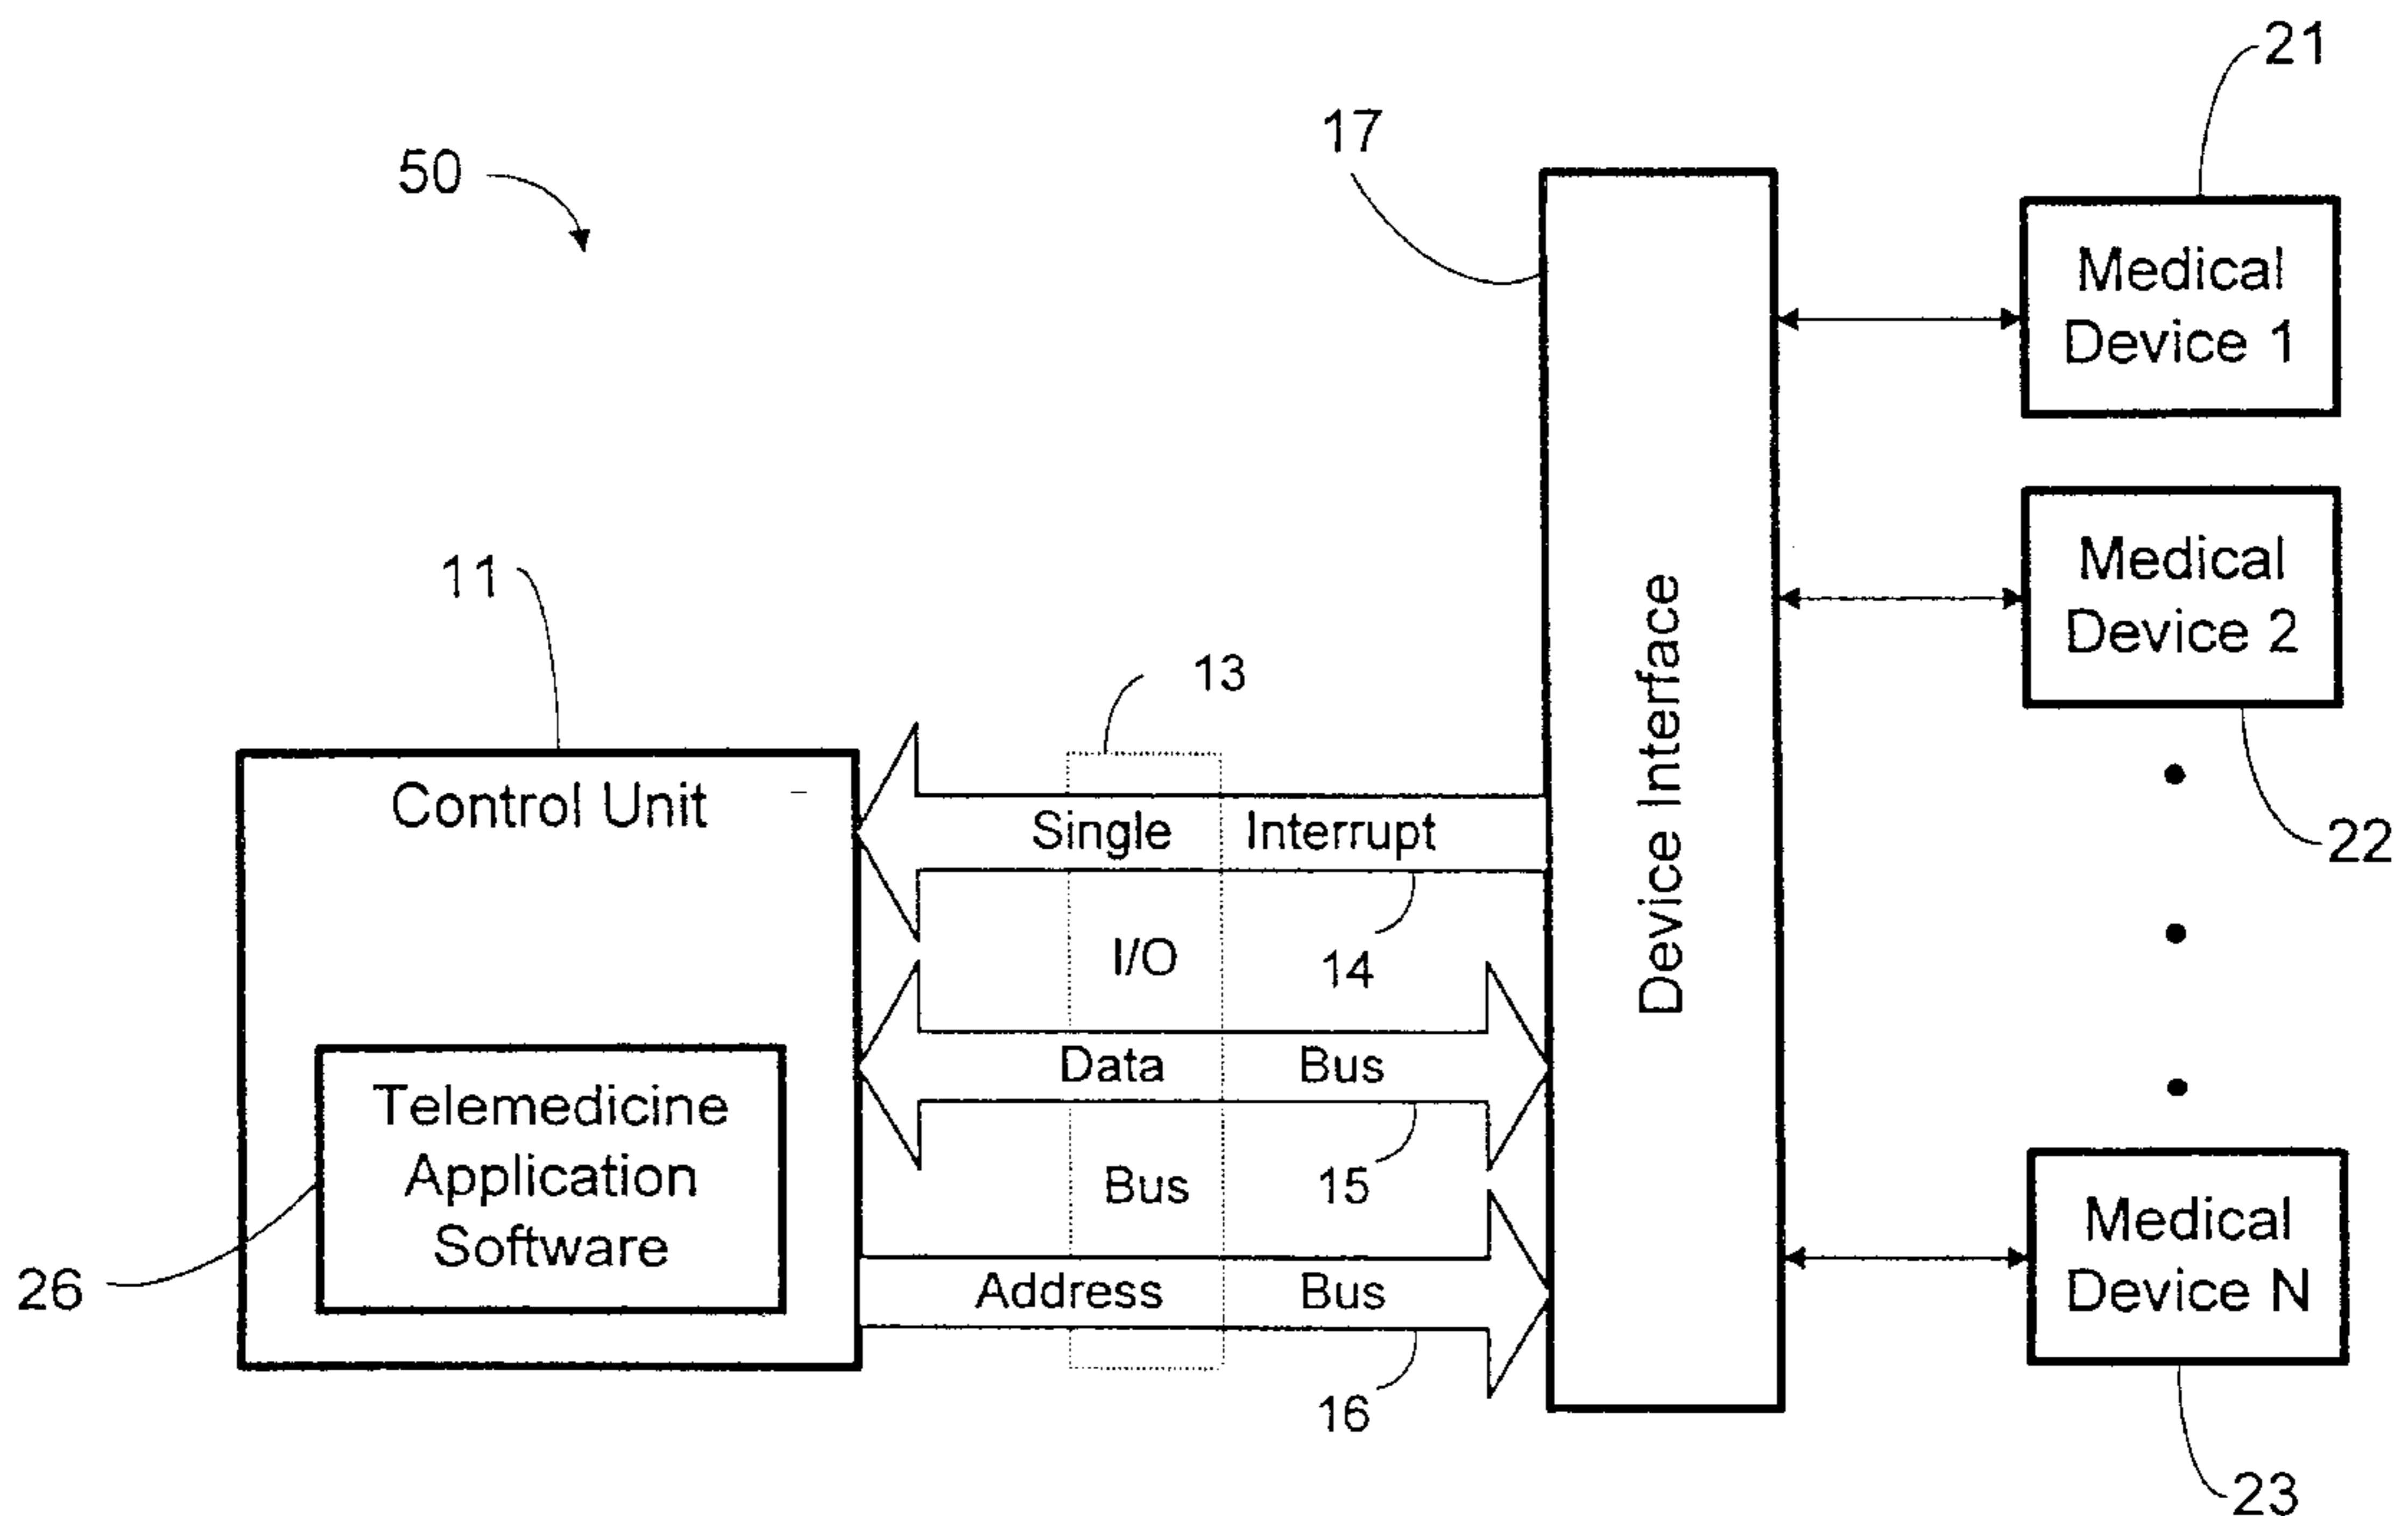 21
17
50
Medical
Device 1
11
Medical
Device 2
13
22
Control Unit
Single Interrupt
Device Interface
I/O
14
Data Bus
Telemedicine
Application
Software
Bus
15
Medical
Device N
26
Address Bus
16
23